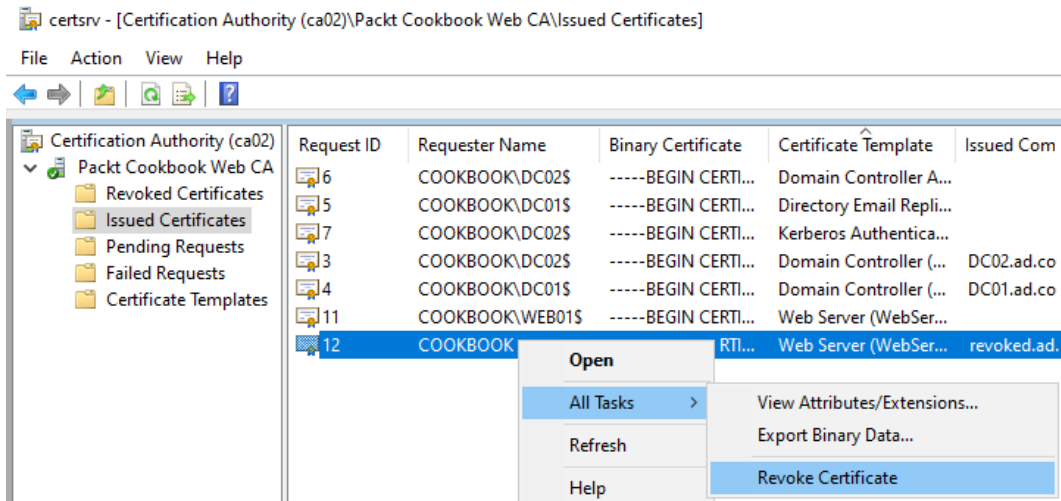 certsrv - [Certification Authority (ca02)\Packt Cookbook Web CA\Issued Certificates]
File Action View Help
Certification Authority (ca02)
Packt Cookbook Web CA
Revoked Certificates
Issued Certificates
Pending Requests
Failed Requests
Certificate Templates
Request ID Requester Name Binary Certificate Certificate Template Issued Com
6 COOKBOOK\DC02$ -----BEGIN CERTI... Domain Controller A...
5 COOKBOOK\DC01$ -----BEGIN CERTI... Directory Email Repli...
7 COOKBOOK\DC02$ -----BEGIN CERTI... Kerberos Authentica...
3 COOKBOOK\DC02$ -----BEGIN CERTI... Domain Controller (... DC02.ad.co
4 COOKBOOK\DC01$ -----BEGIN CERTI... Domain Controller (... DC01.ad.co
11 COOKBOOK\WEB01$ -----BEGIN CERTI... Web Server (WebSer...
12 COOKBOOK RTI... Web Server (WebSer... revoked.ad.
Open
All Tasks >
Refresh
Help
View Attributes/Extensions...
Export Binary Data...
Revoke Certificate